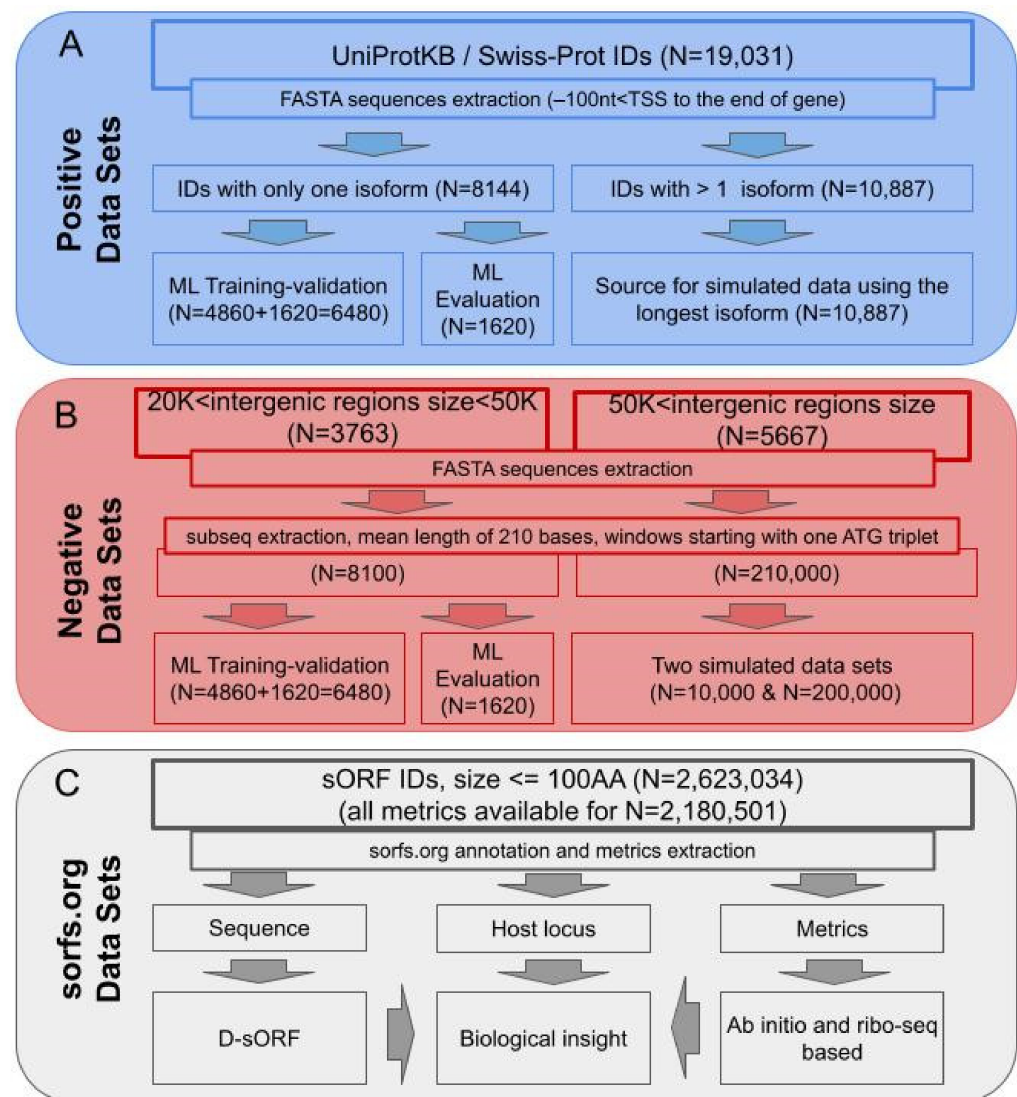 A
Positive
Data Sets
UniProtKB / Swiss-Prot IDs (N=19,031)
FASTA sequences extraction (–100nt<TSS to the end of gene)
IDs with only one isoform (N=8144)
IDs with > 1 isoform (N=10,887)
ML Training-validation
(N=4860+1620=6480)
ML
Evaluation
(N=1620)
Source for simulated data using the
longest isoform (N=10,887)
B
Negative
Data Sets
20K<intergenic regions size<50K
(N=3763)
50K<intergenic regions size
(N=5667)
FASTA sequences extraction
subseq extraction, mean length of 210 bases, windows starting with one ATG triplet
(N=8100)
(N=210,000)
ML Training-validation
(N=4860+1620=6480)
ML
Evaluation
(N=1620)
Two simulated data sets
(N=10,000 & N=200,000)
C
sorfs.org
Data Sets
sORF IDs, size <= 100AA (N=2,623,034)
(all metrics available for N=2,180,501)
sorfs.org annotation and metrics extraction
Sequence
Host locus
Metrics
D-sORF
Biological insight
Ab initio and ribo-seq
based